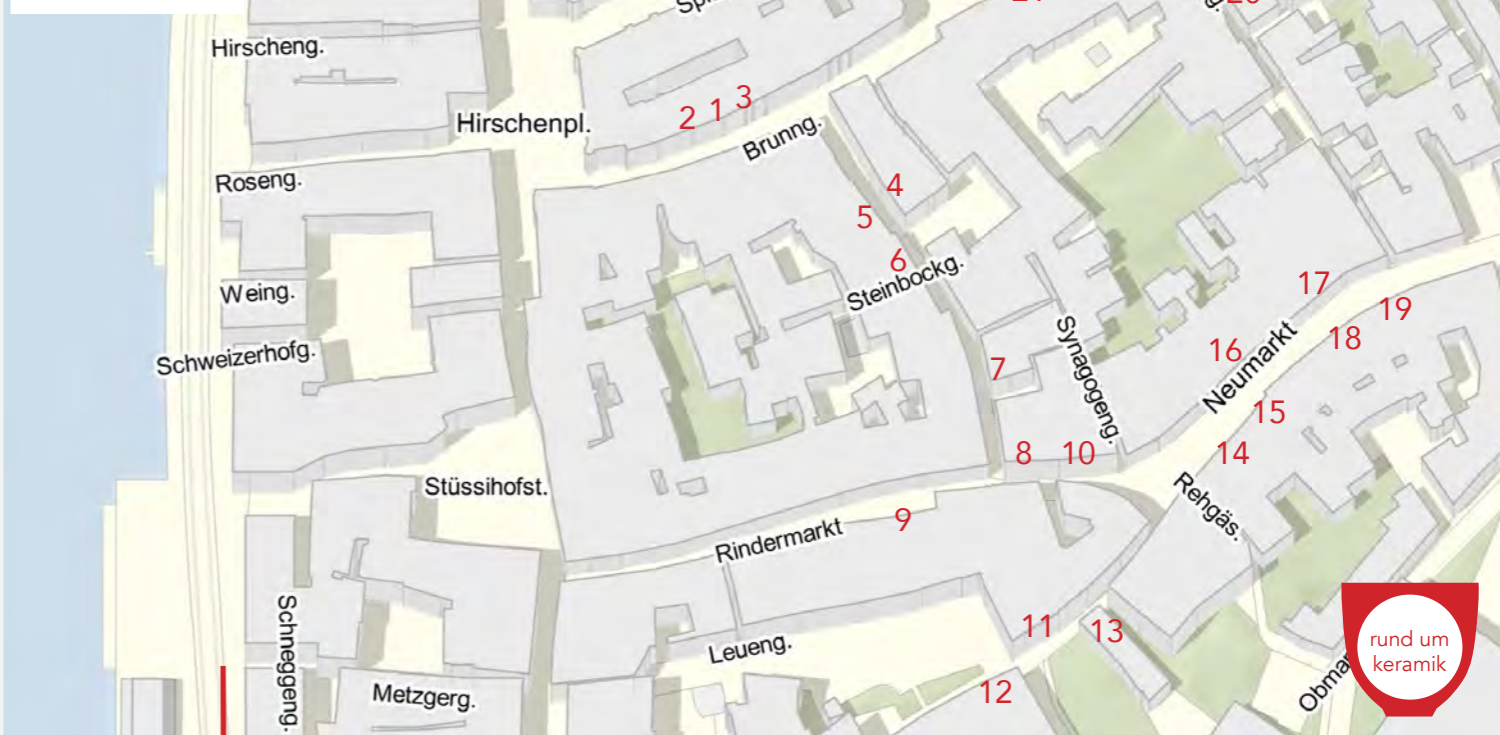 Hirscheng.
Hirschenpl.
2 1 3
Brunng.
Roseng.
4
5
6
Steinbockg.
Weing.
Schweizerhofg.
7
Synagogeng.
17
19
18
16
Neumarkt
15
14
8
10
Stüssihofst.
Rehgäs.
9
Rindermarkt
Schneggeng.
11
13
Leueng.
12
Metzgerg.
rund um
keramik